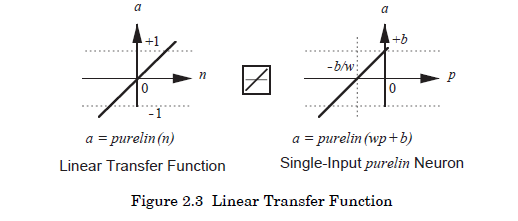 a
+1
n
0
-1
a = purelin (n)
Linear Transfer Function
a
+b
-b/w
p
0
a = purelin (wp+b)
Single-Input purelin Neuron
Figure 2.3 Linear Transfer Function